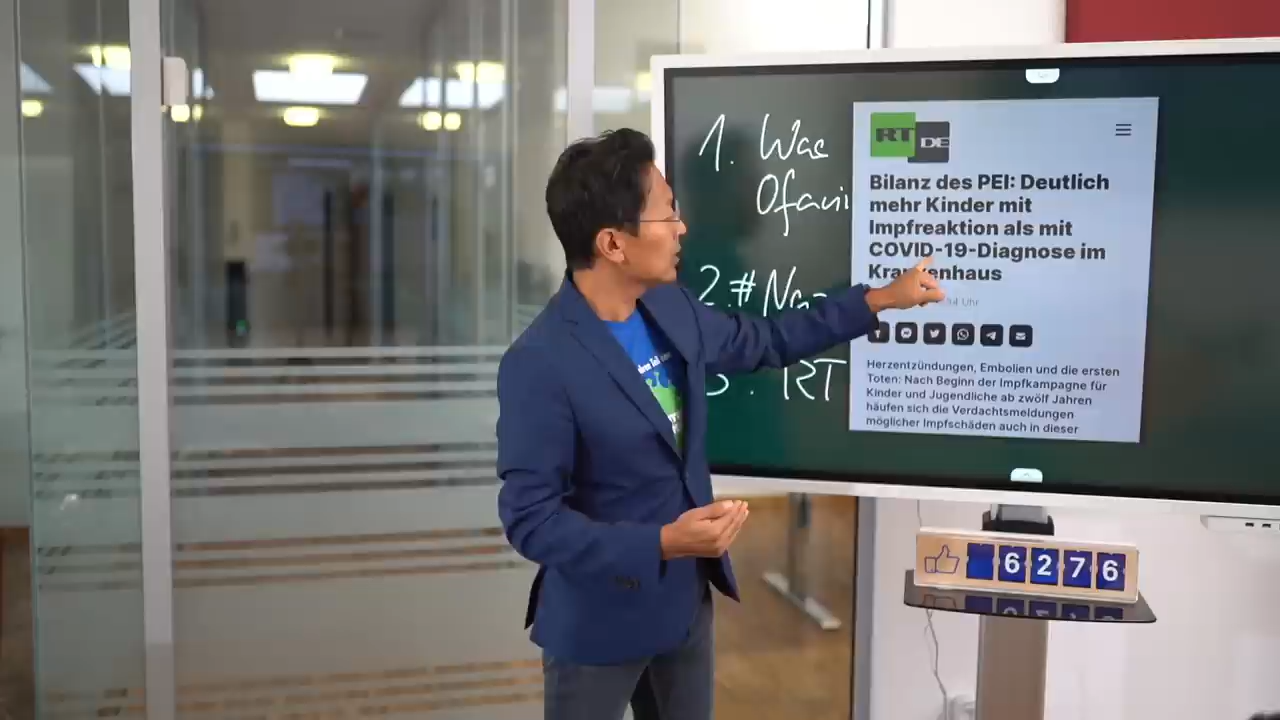 1. Was
2. #
3. RT
RT DE
Bilanz des PEI: Deutlich
mehr Kinder mit
Impfreaktion als mit
COVID-19-Diagnose im
Krankenhaus
Uhr
Herzentzündungen, Embolien und die ersten
Toten: Nach Beginn der Impfkampagne für
Kinder und Jugendliche ab zwölf Jahren
häufen sich die Verdachtsmeldungen
möglicher Impfschäden auch in dieser
6276